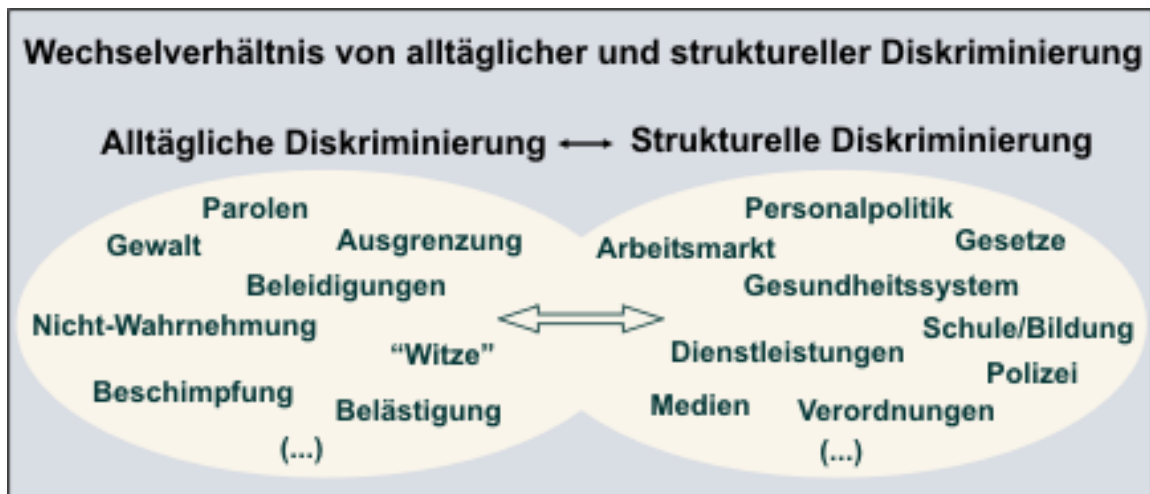 Wechselverhältnis von alltäglicher und struktureller Diskriminierung
Alltägliche Diskriminierung ↔ Strukturelle Diskriminierung
Parolen
Gewalt
Ausgrenzung
Beleidigungen
Nicht-Wahrnehmung
“Witze”
Beschimpfung
Belästigung
(...)
Personalpolitik
Arbeitsmarkt
Gesetze
Gesundheitssystem
Schule/Bildung
Dienstleistungen
Polizei
Medien
Verordnungen
(...)